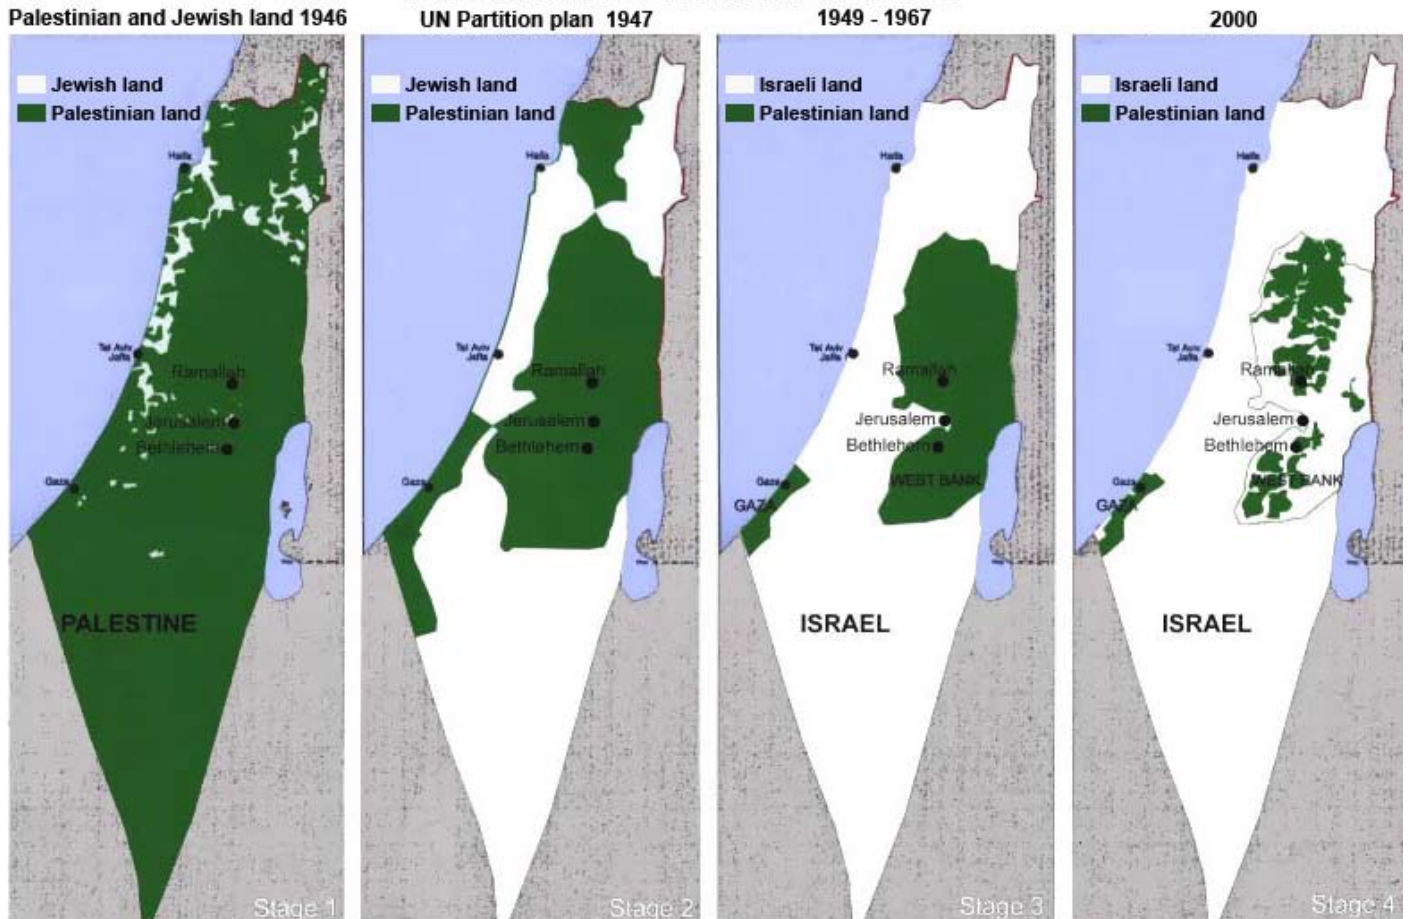 Palestinian and Jewish land 1946
Jewish land
Palestinian land
Haifa
Tel Aviv
Jaffa
Ramallah
Jerusalem
Bethlehem
Gaza
PALESTINE
Stage 1
UN Partition plan 1947
Jewish land
Palestinian land
Haifa
Tel Aviv
Jaffa
Ramallah
Jerusalem
Bethlehem
Gaza
Stage 2
1949 - 1967
Israeli land
Palestinian land
Haifa
Tel Aviv
Jaffa
Ramallah
Jerusalem
Bethlehem
WEST BANK
Gaza
GAZA
ISRAEL
Stage 3
2000
Israeli land
Palestinian land
Haifa
Tel Aviv
Jaffa
Ramallah
Jerusalem
Bethlehem
WEST BANK
Gaza
GAZA
ISRAEL
Stage 4